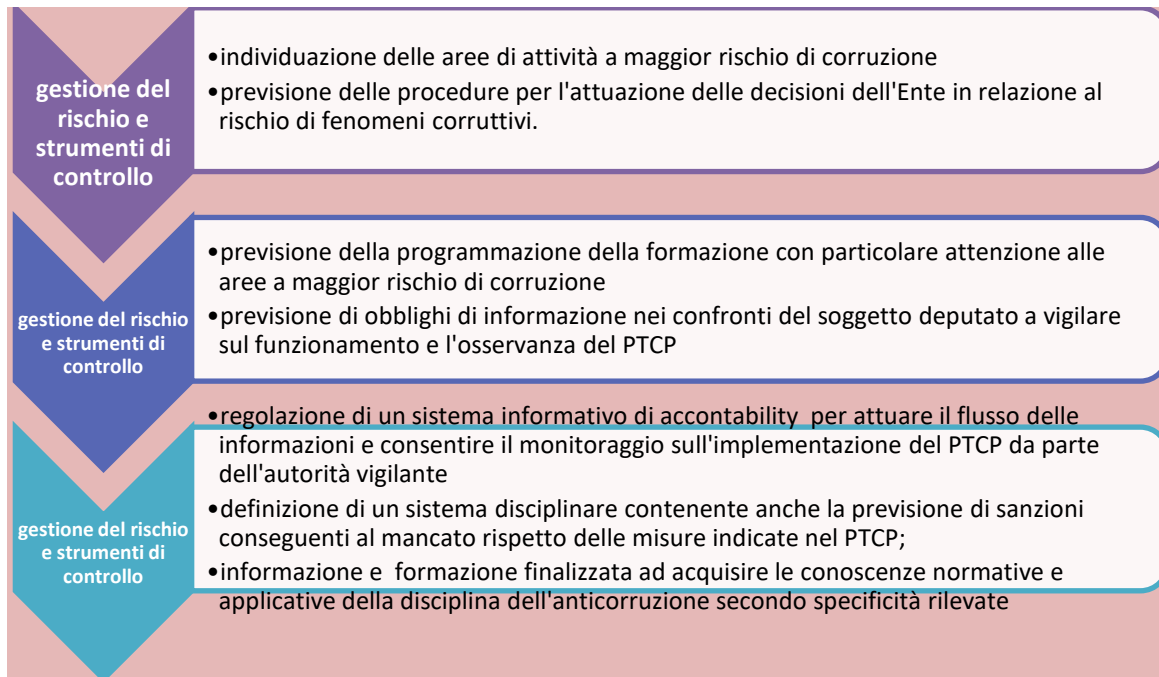 gestione del
rischio e
strumenti di
controllo
•individuazione delle aree di attività a maggior rischio di corruzione
•previsione delle procedure per l'attuazione delle decisioni dell'Ente in relazione al
rischio di fenomeni corruttivi.
gestione del rischio
e strumenti di
controllo
•previsione della programmazione della formazione con particolare attenzione alle
aree a maggior rischio di corruzione
•previsione di obblighi di informazione nei confronti del soggetto deputato a vigilare
sul funzionamento e l'osservanza del PTCP
gestione del rischio
e strumenti di
controllo
•regolazione di un sistema informativo di accontability  per attuare il flusso delle
informazioni e consentire il monitoraggio sull'implementazione del PTCP da parte
dell'autorità vigilante
•definizione di un sistema disciplinare contenente anche la previsione di sanzioni
conseguenti al mancato rispetto delle misure indicate nel PTCP;
•informazione e  formazione finalizzata ad acquisire le conoscenze normative e
applicative della disciplina dell'anticorruzione secondo specificità rilevate